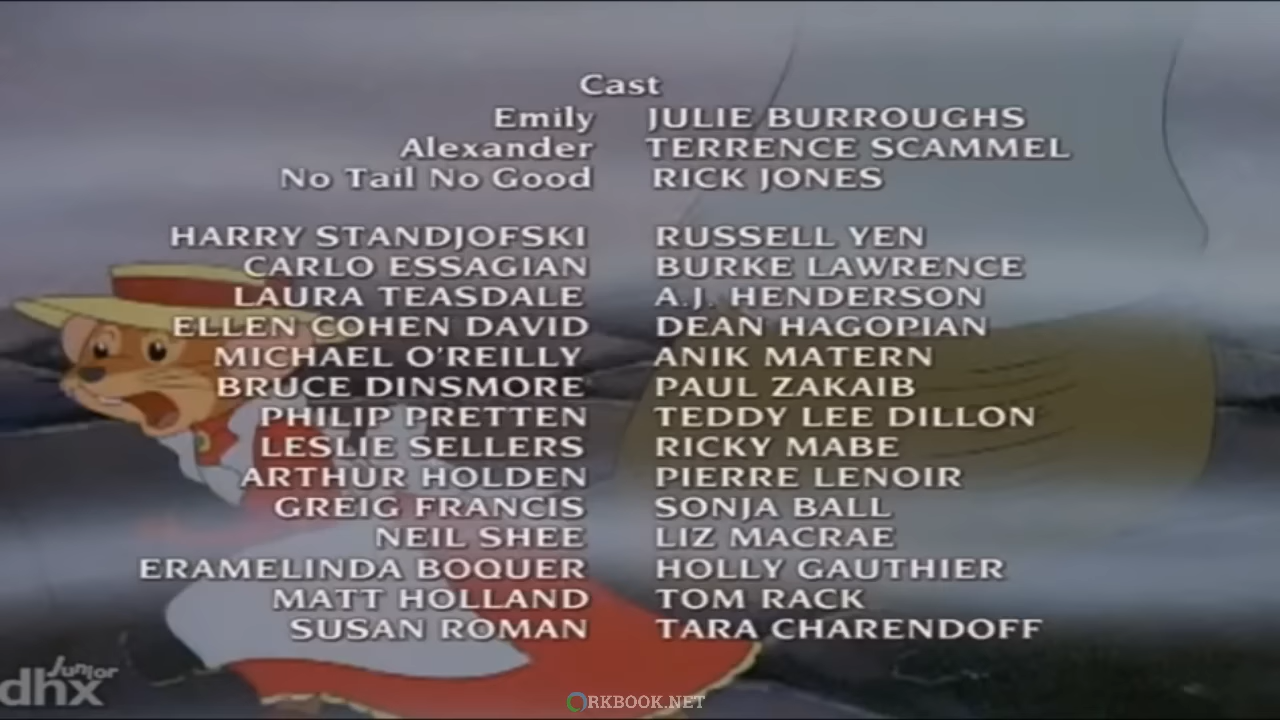 Cast
Emily JULIE BURROUGHS
Alexander TERRENCE SCAMMEL
No Tail No Good RICK JONES
HARRY STANDJOFSKI RUSSELL YEN
CARLO ESSAGIAN BURKE LAWRENCE
LAURA TEASDALE A.J. HENDERSON
ELLEN COHEN DAVID DEAN HAGOPIAN
MICHAEL O'REILLY ANIK MATERN
BRUCE DINSMORE PAUL ZAKAIB
PHILIP PRETTEN TEDDY LEE DILLON
LESLIE SELLERS RICKY MABE
ARTHUR HOLDEN PIERRE LENOIR
GREIG FRANCIS SONJA BALL
NEIL SHEE LIZ MACRAE
ERAMELINDA BOQUER HOLLY GAUTHIER
MATT HOLLAND TOM RACK
SUSAN ROMAN TARA CHARENDOFF
Junior
dhx
ORKBOOK.NET